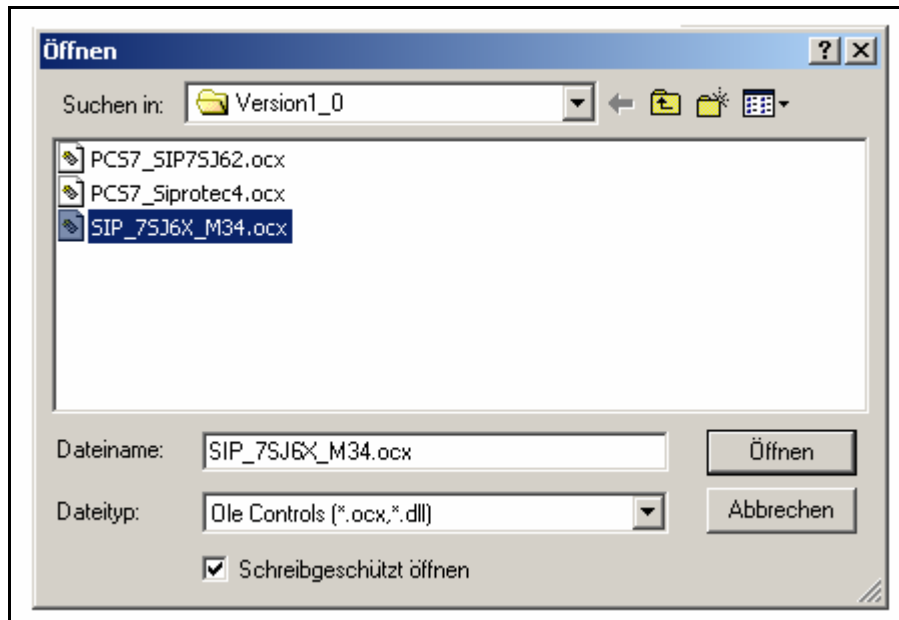 Öffnen
Suchen in: Version1_0
PCS7_SIP7SJ62.ocx
PCS7_Siprotec4.ocx
SIP_7SJ6X_M34.ocx
Dateiname: SIP_7SJ6X_M34.ocx Öffnen
Dateityp: Ole Controls (*.ocx,*.dll) Abbrechen
Schreibgeschützt öffnen